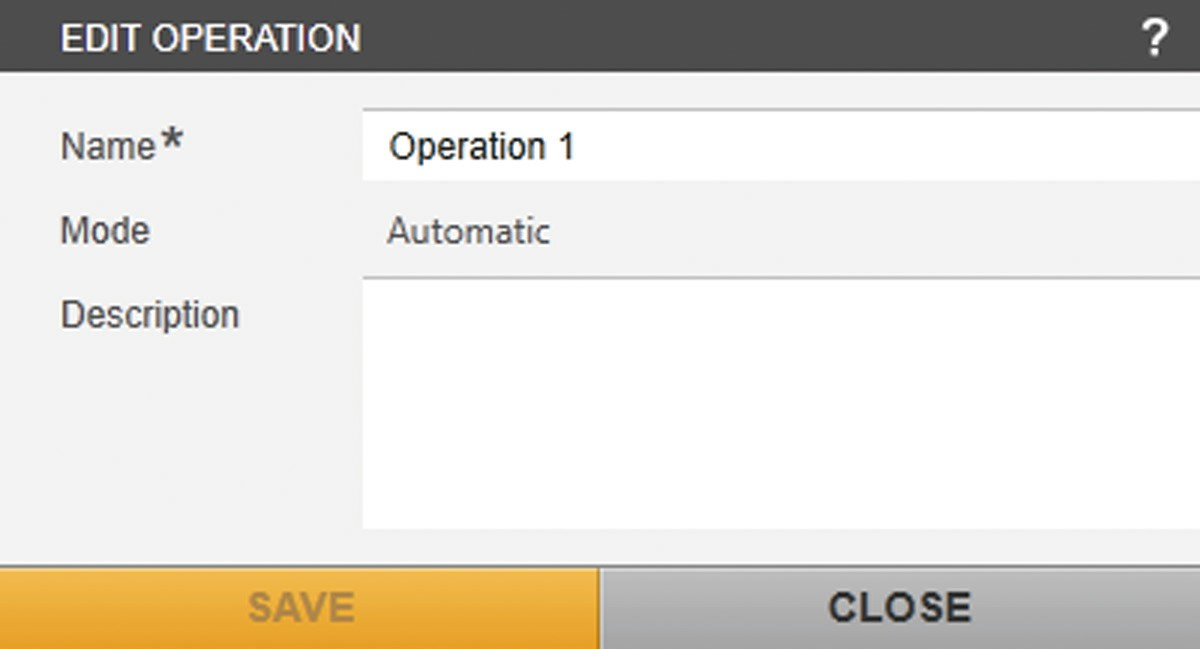 EDIT OPERATION ?
Name* Operation 1
Mode Automatic
Description
SAVE CLOSE